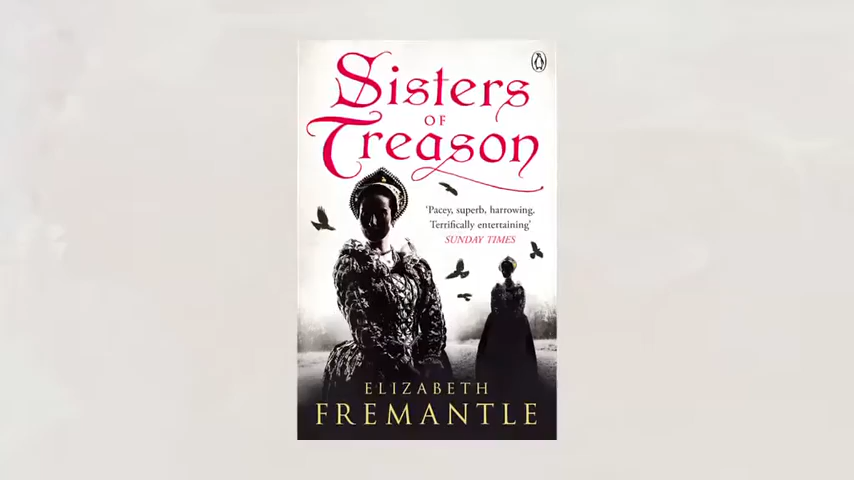 Sisters
OF
Treason
'Pacey, superb, harrowing.
Terrifically entertaining'
SUNDAY TIMES
ELIZABETH
FREMANTLE